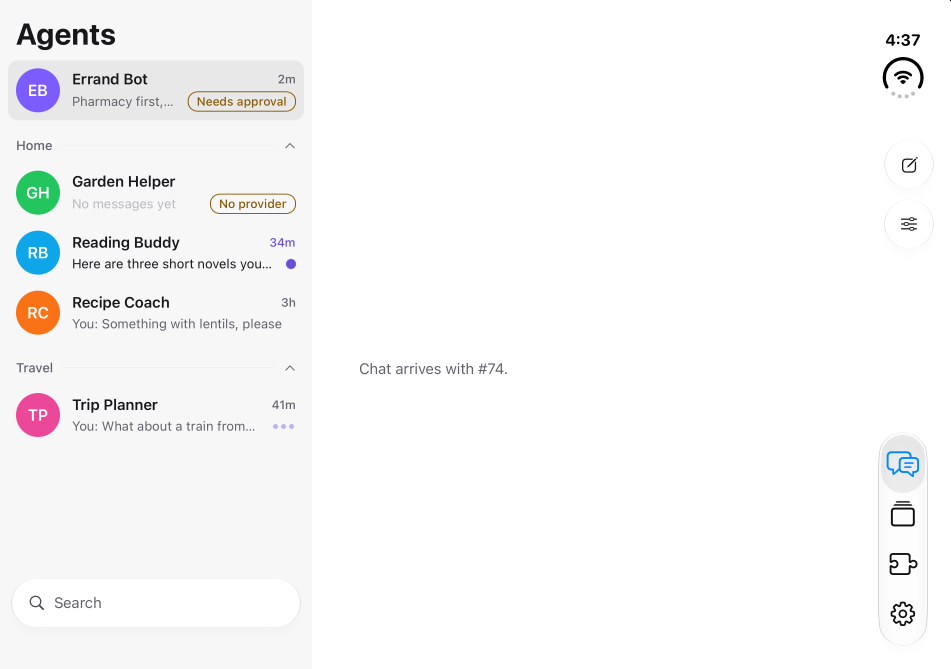 Agents
EB
Errand Bot
2m
Pharmacy first,...
Needs approval
Home
GH
Garden Helper
No messages yet
No provider
RB
Reading Buddy
34m
Here are three short novels you...
RC
Recipe Coach
3h
You: Something with lentils, please
Travel
TP
Trip Planner
41m
You: What about a train from...
Search
Chat arrives with #74.
4:37